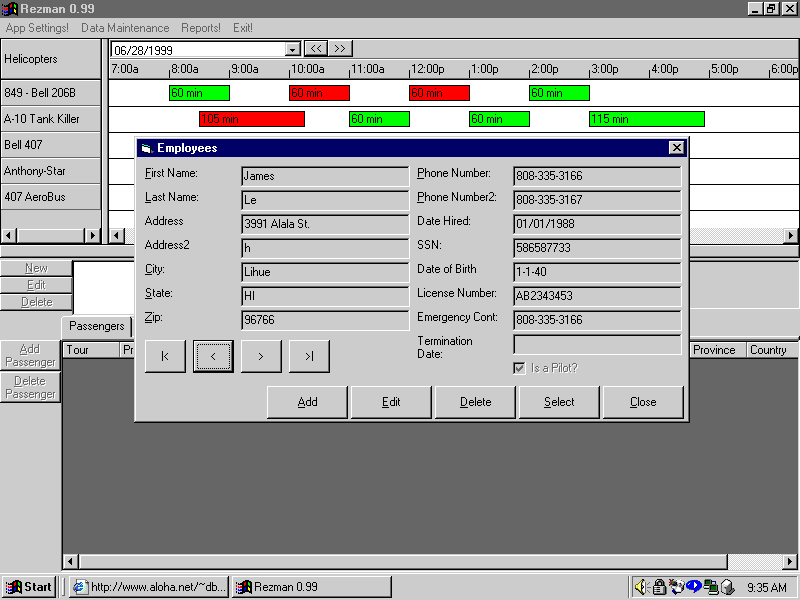 Rezman 0.99
App Settings! Data Maintenance Reports! Exit!
Helicopters
06/28/1999 << >>
7:00a 8:00a 9:00a 10:00a 11:00a 12:00p 1:00p 2:00p 3:00p 4:00p 5:00p 6:00p
849 - Bell 206B 60 min 60 min 60 min 60 min
A-10 Tank Killer 105 min 60 min 60 min 115 min
Bell 407
Anthony-Star
407 AeroBus
Employees
First Name: James Phone Number: 808-335-3166
Last Name: Le Phone Number2: 808-335-3167
Address 3991 Alala St. Date Hired: 01/01/1988
Address2 h SSN: 586587733
City: Lihue Date of Birth 1-1-40
State: HI License Number: AB2343453
Zip: 96766 Emergency Cont: 808-335-3166
Termination Date:
|< < > >| Is a Pilot?
Add Edit Delete Select Close
New
Edit
Delete
Passengers
Add Passenger
Delete Passenger
Tour Pr Province Country
Start http://www.aloha.net/~db... Rezman 0.99 9:35 AM